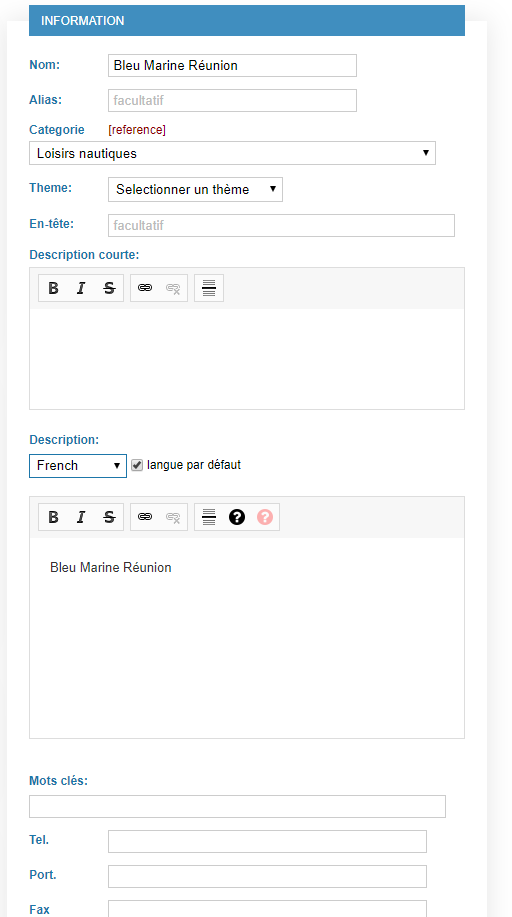 INFORMATION
Nom: Bleu Marine Réunion
Alias: facultatif
Categorie [reference]
Loisirs nautiques
Theme: Selectionner un thème
En-tête: facultatif
Description courte:
B I S
Description:
French langue par défaut
B I S ? ?
Bleu Marine Réunion
Mots clés:
Tel.
Port.
Fax